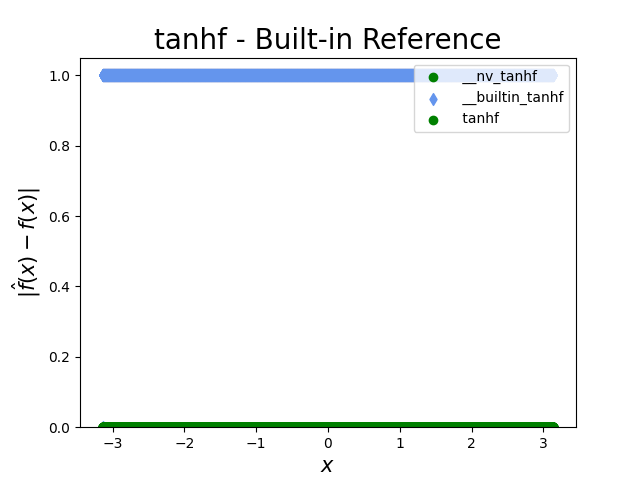 tanhf - Built-in Reference
__nv_tanhf
__builtin_tanhf
tanhf
|f̂(x) − f(x)|
1.0
0.8
0.6
0.4
0.2
0.0
−3 −2 −1 0 1 2 3
x